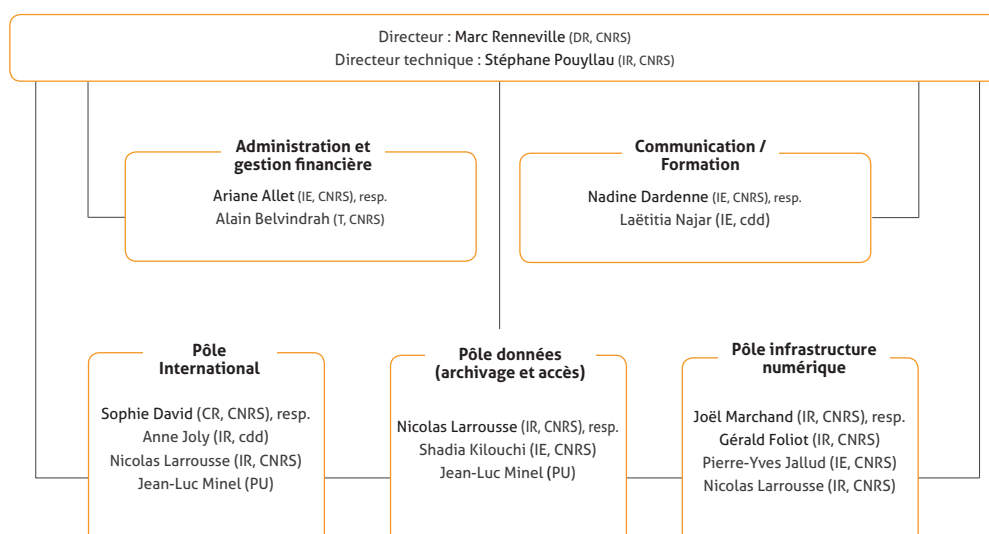 Directeur : Marc Renneville (DR, CNRS)
Directeur technique : Stéphane Pouyllau (IR, CNRS)
Administration et
gestion financière
Ariane Allet (IE, CNRS), resp.
Alain Belvindrah (T, CNRS)
Communication /
Formation
Nadine Dardenne (IE, CNRS), resp.
Laëtitia Najar (IE, cdd)
Pôle
International
Sophie David (CR, CNRS), resp.
Anne Joly (IR, cdd)
Nicolas Larrousse (IR, CNRS)
Jean-Luc Minel (PU)
Pôle données
(archivage et accès)
Nicolas Larrousse (IR, CNRS), resp.
Shadia Kilouchi (IE, CNRS)
Jean-Luc Minel (PU)
Pôle infrastructure
numérique
Joël Marchand (IR, CNRS), resp.
Gérald Foliot (IR, CNRS)
Pierre-Yves Jallud (IE, CNRS)
Nicolas Larrousse (IR, CNRS)